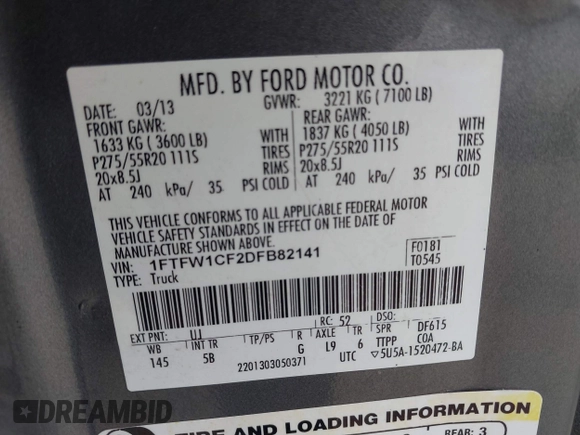 MFD. BY FORD MOTOR CO.
DATE: 03/13 GVWR: 3221 KG ( 7100 LB)
FRONT GAWR: REAR GAWR:
1633 KG ( 3600 LB) WITH 1837 KG ( 4050 LB) WITH
P275/55R20 111S TIRES P275/55R20 111S TIRES
20x8.5J RIMS 20x8.5J RIMS
AT 240 kPa/ 35 PSI COLD AT 240 kPa/ 35 PSI COLD
THIS VEHICLE CONFORMS TO ALL APPLICABLE FEDERAL MOTOR
VEHICLE SAFETY STANDARDS IN EFFECT ON THE DATE OF
MANUFACTURE SHOWN ABOVE.
VIN: 1FTFW1CF2DFB82141 F0181
TYPE: Truck T0545
EXT PNT: UJ RC: 52 DSO:
WB INT TR TP/PS R AXLE TR SPR DF615
145 5B G L9 6 TTPP COA
2201303050371 UTC ▽5U5A-1520472-BA
TIRE AND LOADING INFORMATION
REAR: 3
DREAMBID